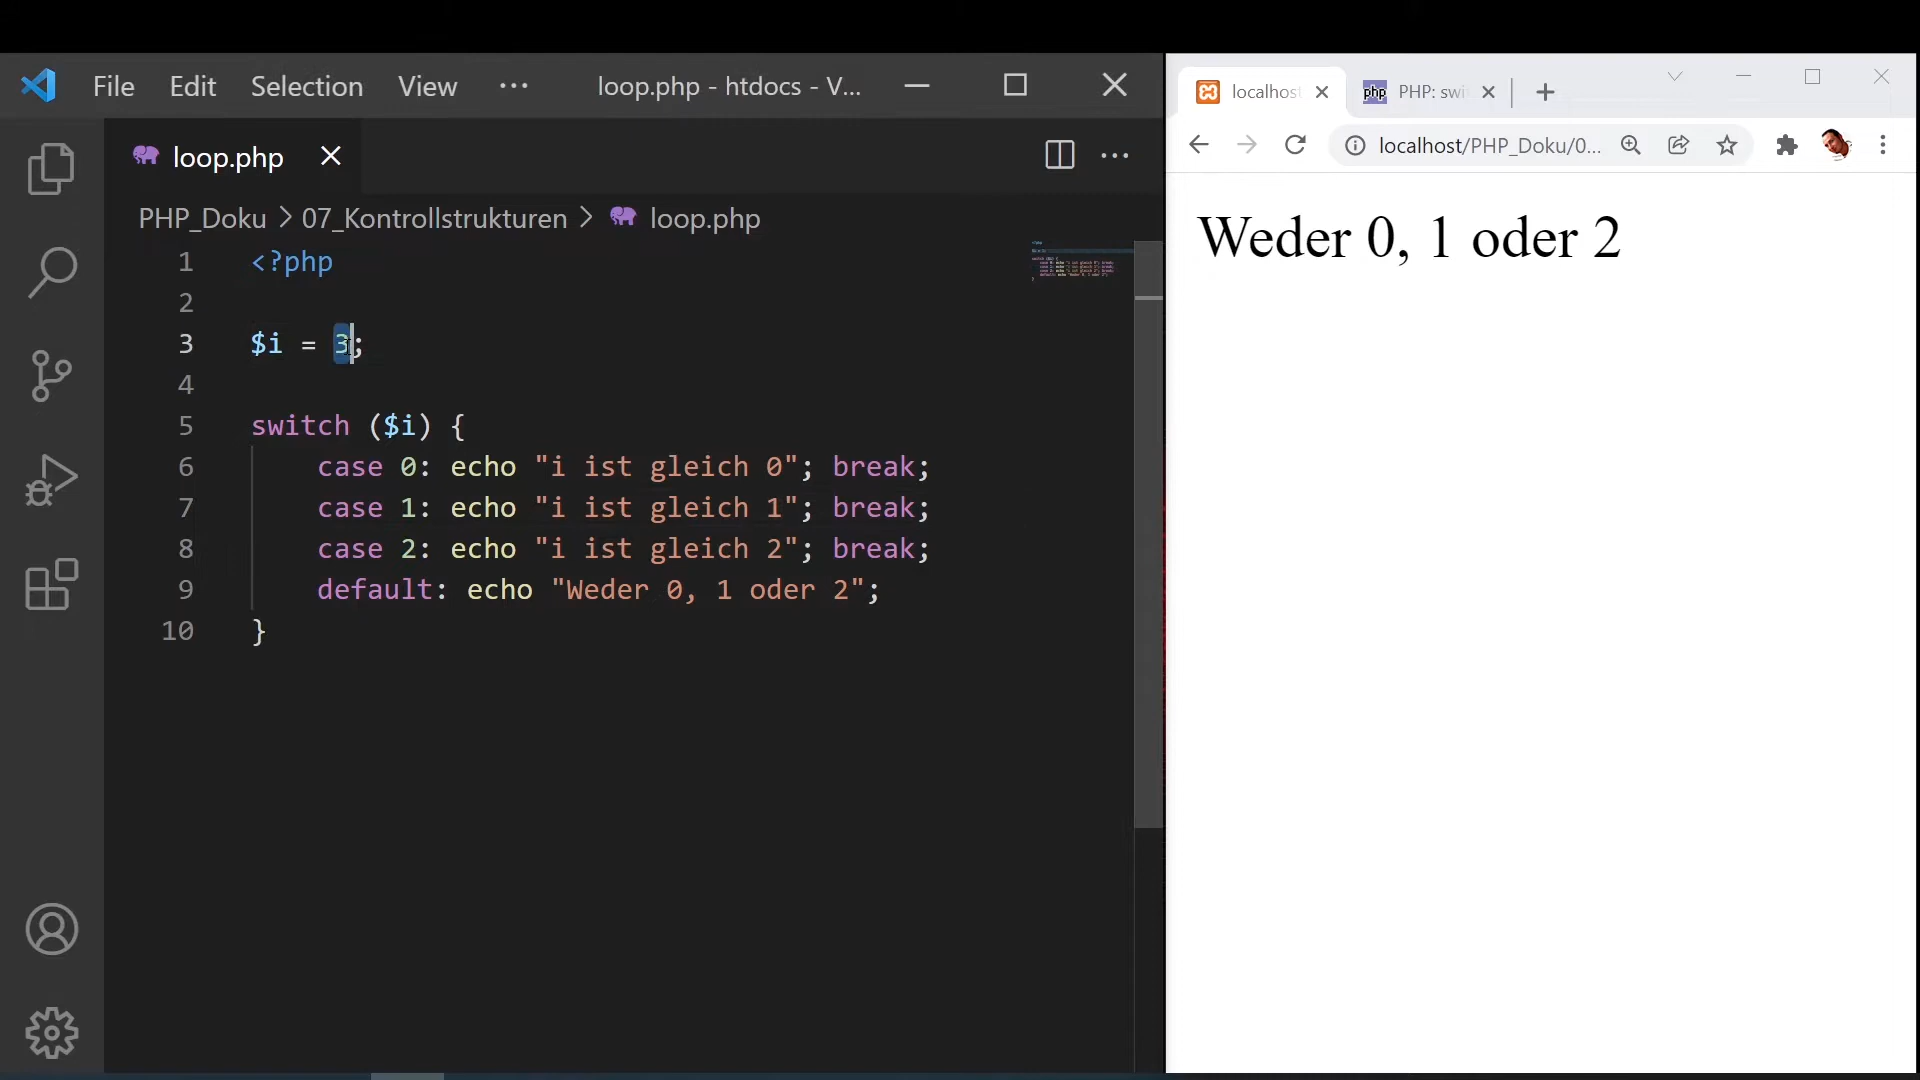 File Edit Selection View ··· loop.php - htdocs - V...
loop.php
PHP_Doku > 07_Kontrollstrukturen > loop.php
1 <?php
2
3 $i = 3;
4
5 switch ($i) {
6 case 0: echo "i ist gleich 0"; break;
7 case 1: echo "i ist gleich 1"; break;
8 case 2: echo "i ist gleich 2"; break;
9 default: echo "Weder 0, 1 oder 2";
10 }
localhos php PHP: swi
localhost/PHP_Doku/0...
Weder 0, 1 oder 2